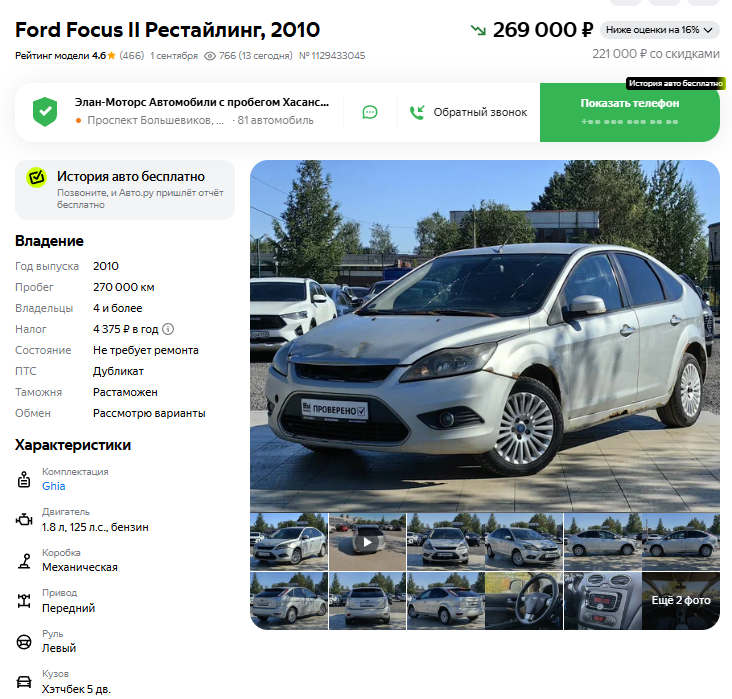 Ford Focus II Рестайлинг, 2010
269 000 ₽
Ниже оценки на 16%
Рейтинг модели 4.6 (466) 1 сентября 766 (13 сегодня) № 1129433045
221 000 ₽ со скидками
История авто бесплатно
Элан-Моторс Автомобили с пробегом Хасанс...
Проспект Большевиков, ... · 81 автомобиль
Обратный звонок
Показать телефон
+•• ••• ••• •• ••
История авто бесплатно
Позвоните, и Авто.ру пришлёт отчёт
бесплатно
Владение
Год выпуска 2010
Пробег 270 000 км
Владельцы 4 и более
Налог 4 375 ₽ в год
Состояние Не требует ремонта
ПТС Дубликат
Таможня Растаможен
Обмен Рассмотрю варианты
Характеристики
Комплектация
Ghia
Двигатель
1.8 л, 125 л.с., бензин
Коробка
Механическая
Привод
Передний
Руль
Левый
Кузов
Хэтчбек 5 дв.
ПРОВЕРЕНО
Ещё 2 фото